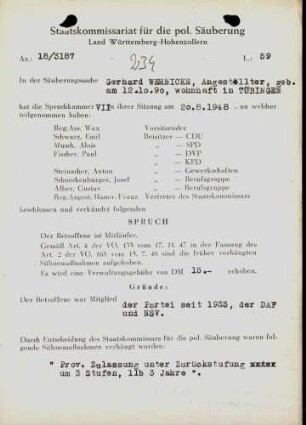 Staatskommissariat für die pol. Säuberung
Land Württemberg-Hohenzollern
Az.: 18/3187
234
L.: 59
In der Säuberungssache Gerhard WERNICKE, Angestellter, geb.
am 12.10.90, wohnhaft in TÜBINGEN
hat die Spruchkammer VII in ihrer Sitzung am 20.8.1948, an welcher
teilgenommen haben:
Reg.Ass. Wax Vorsitzender
Schwarz, Emil Beisitzer — CDU
Musch, Alois „ — SPD
Fischer, Paul „ — DVP
„ — KPD
Steinacher, Anton „ — Gewerkschaften
Schneckenburger, Josef „ — Berufsgruppe
Alber, Gustav „ — Berufsgruppe
Reg.Angest. Hauer, Franz Vertreter des Staatskommissars
beschlossen und verkündet folgenden
SPRUCH
Der Betroffene ist Mitläufer.
Gemäß Art. 4 der VO. 133 vom 17. 11. 47 in der Fassung des
Art. 2 der VO. 165 vom 13. 7. 48 sind die früher verhängten
Sühnemaßnahmen aufgehoben.
Es wird eine Verwaltungsgebühr von DM 15.— erhoben.
Gründe:
Der Betroffene war Mitglied
der Partei seit 1933, der DAF
und NSV.
Durch Entscheidung des Staatskommissars für die pol. Säuberung waren fol-
gende Sühnemaßnahmen verhängt worden:
" Prov. Zulassung unter Zurückstufung
um 3 Stufen, 11b 3 Jahre ".